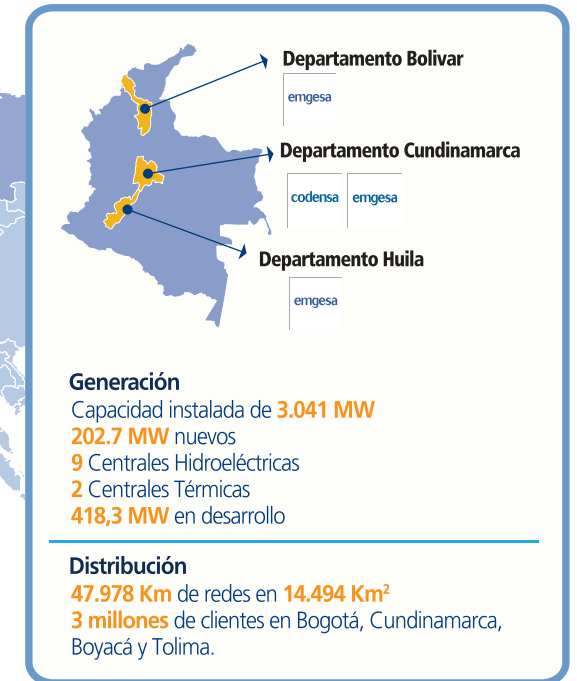 Departamento Bolivar
emgesa
Departamento Cundinamarca
codensa emgesa
Departamento Huila
emgesa
Generación
Capacidad instalada de 3.041 MW
202.7 MW nuevos
9 Centrales Hidroeléctricas
2 Centrales Térmicas
418,3 MW en desarrollo
Distribución
47.978 Km de redes en 14.494 Km²
3 millones de clientes en Bogotá, Cundinamarca,
Boyacá y Tolima.